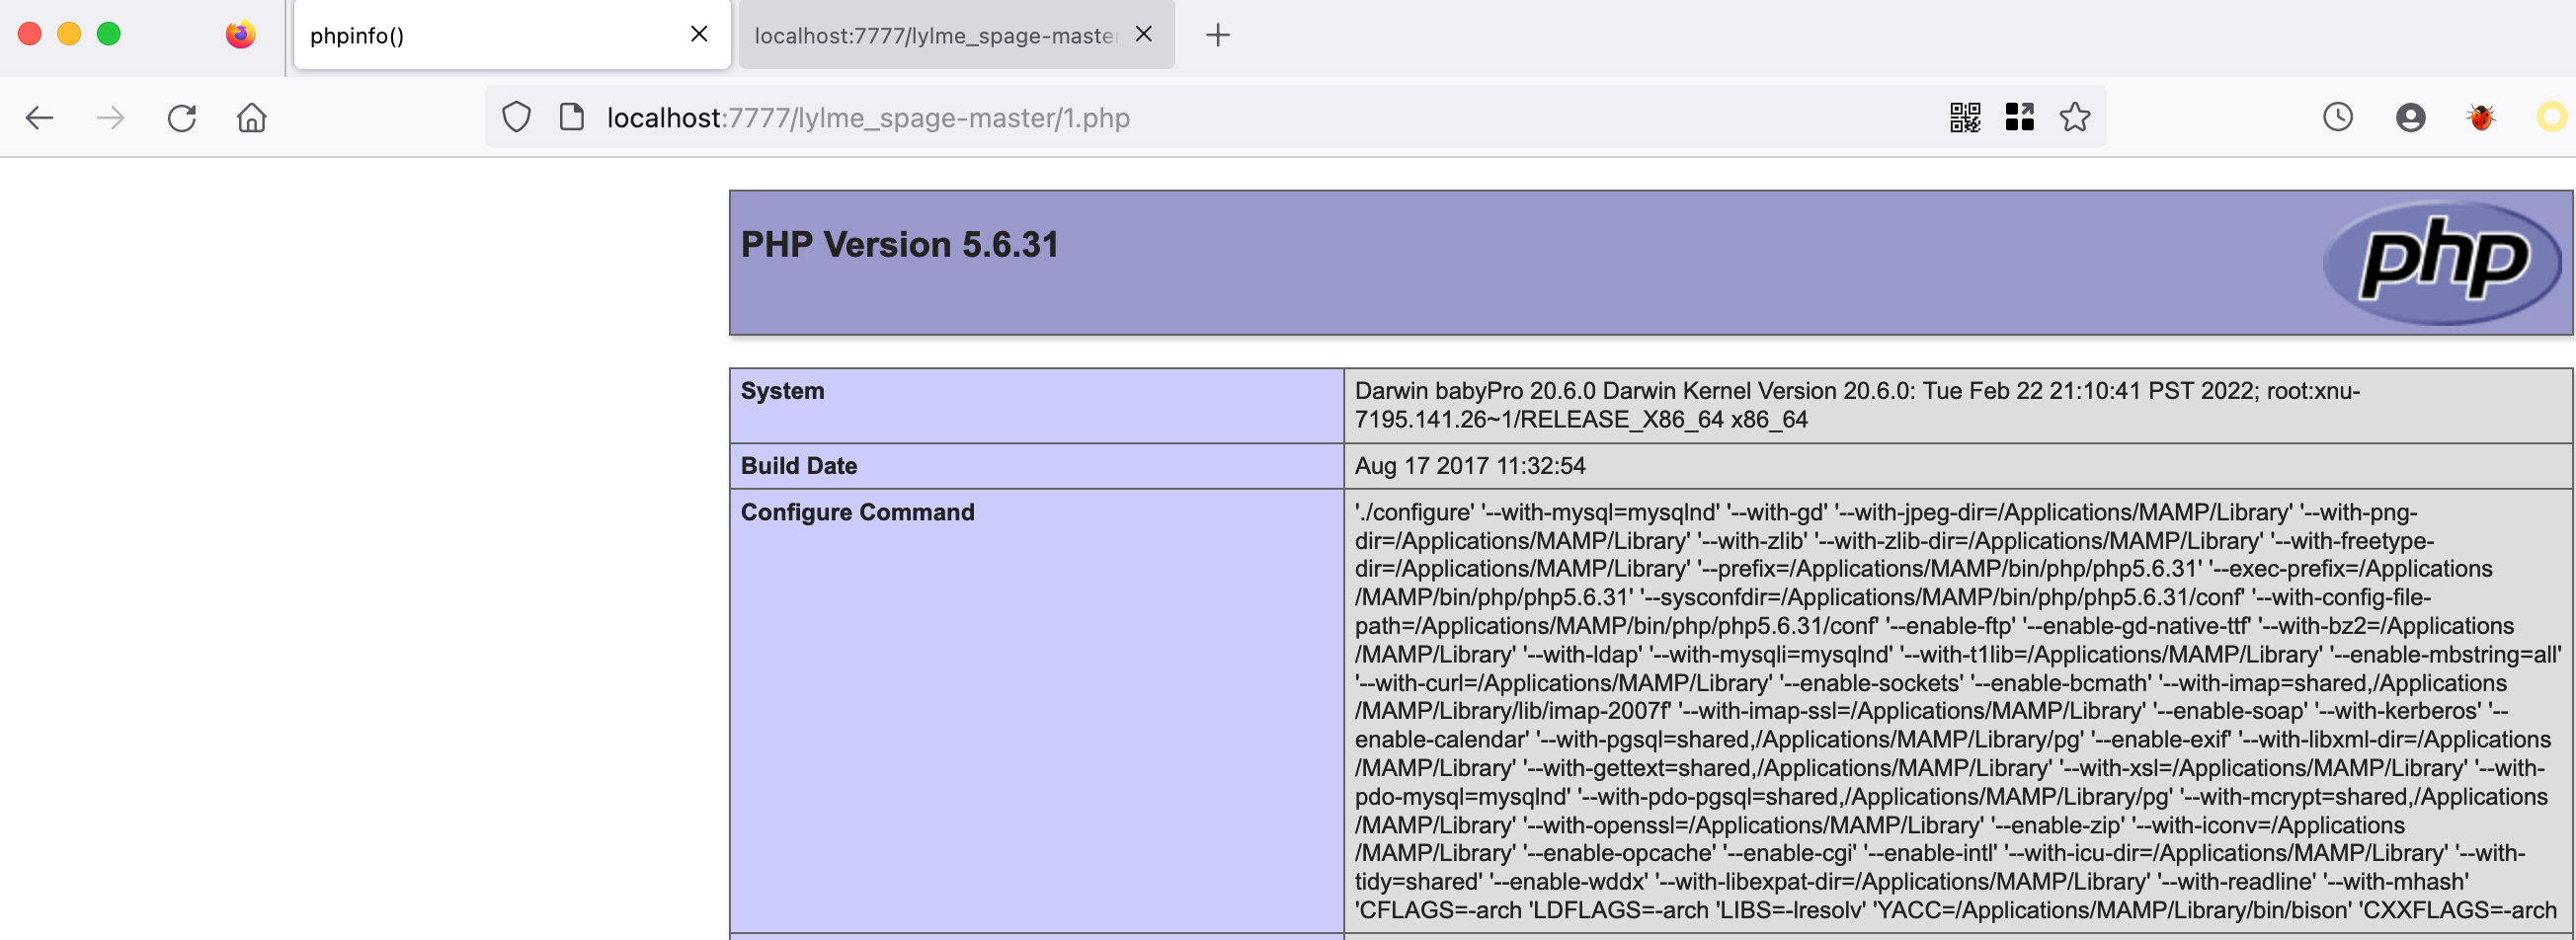 phpinfo()
localhost:7777/lylme_spage-master
localhost:7777/lylme_spage-master/1.php
PHP Version 5.6.31
php
System
Darwin babyPro 20.6.0 Darwin Kernel Version 20.6.0: Tue Feb 22 21:10:41 PST 2022; root:xnu-
7195.141.26~1/RELEASE_X86_64 x86_64
Build Date
Aug 17 2017 11:32:54
Configure Command
'./configure' '--with-mysql=mysqlnd' '--with-gd' '--with-jpeg-dir=/Applications/MAMP/Library' '--with-png-
dir=/Applications/MAMP/Library' '--with-zlib' '--with-zlib-dir=/Applications/MAMP/Library' '--with-freetype-
dir=/Applications/MAMP/Library' '--prefix=/Applications/MAMP/bin/php/php5.6.31' '--exec-prefix=/Applications
/MAMP/bin/php/php5.6.31' '--sysconfdir=/Applications/MAMP/bin/php/php5.6.31/conf' '--with-config-file-
path=/Applications/MAMP/bin/php/php5.6.31/conf' '--enable-ftp' '--enable-gd-native-ttf' '--with-bz2=/Applications
/MAMP/Library' '--with-ldap' '--with-mysqli=mysqlnd' '--with-t1lib=/Applications/MAMP/Library' '--enable-mbstring=all'
'--with-curl=/Applications/MAMP/Library' '--enable-sockets' '--enable-bcmath' '--with-imap=shared,/Applications
/MAMP/Library/lib/imap-2007f' '--with-imap-ssl=/Applications/MAMP/Library' '--enable-soap' '--with-kerberos' '--
enable-calendar' '--with-pgsql=shared,/Applications/MAMP/Library/pg' '--enable-exif' '--with-libxml-dir=/Applications
/MAMP/Library' '--with-gettext=shared,/Applications/MAMP/Library' '--with-xsl=/Applications/MAMP/Library' '--with-
pdo-mysql=mysqlnd' '--with-pdo-pgsql=shared,/Applications/MAMP/Library/pg' '--with-mcrypt=shared,/Applications
/MAMP/Library' '--with-openssl=/Applications/MAMP/Library' '--enable-zip' '--with-iconv=/Applications
/MAMP/Library' '--enable-opcache' '--enable-cgi' '--enable-intl' '--with-icu-dir=/Applications/MAMP/Library' '--with-
tidy=shared' '--enable-wddx' '--with-libexpat-dir=/Applications/MAMP/Library' '--with-readline' '--with-mhash'
'CFLAGS=-arch 'LDFLAGS=-arch 'LIBS=-lresolv' 'YACC=/Applications/MAMP/Library/bin/bison' 'CXXFLAGS=-arch